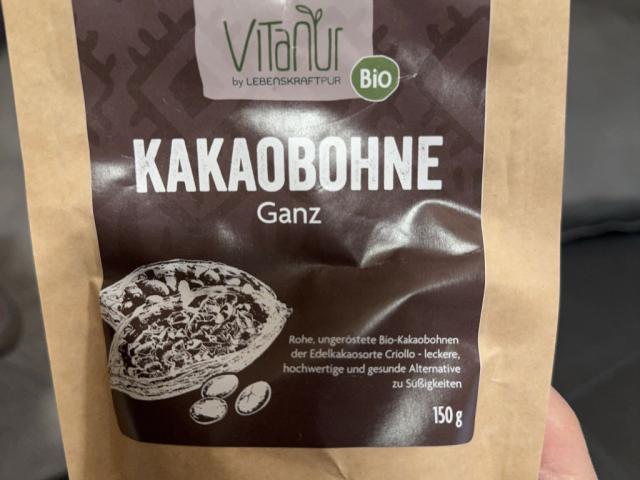 VITaNUr
by LEBENSKRAFTPUR
Bio
KAKAOBOHNE
Ganz
Rohe, ungeröstete Bio-Kakaobohnen
der Edelkakaosorte Criollo - leckere,
hochwertige und gesunde Alternative
zu Süßigkeiten
150 g